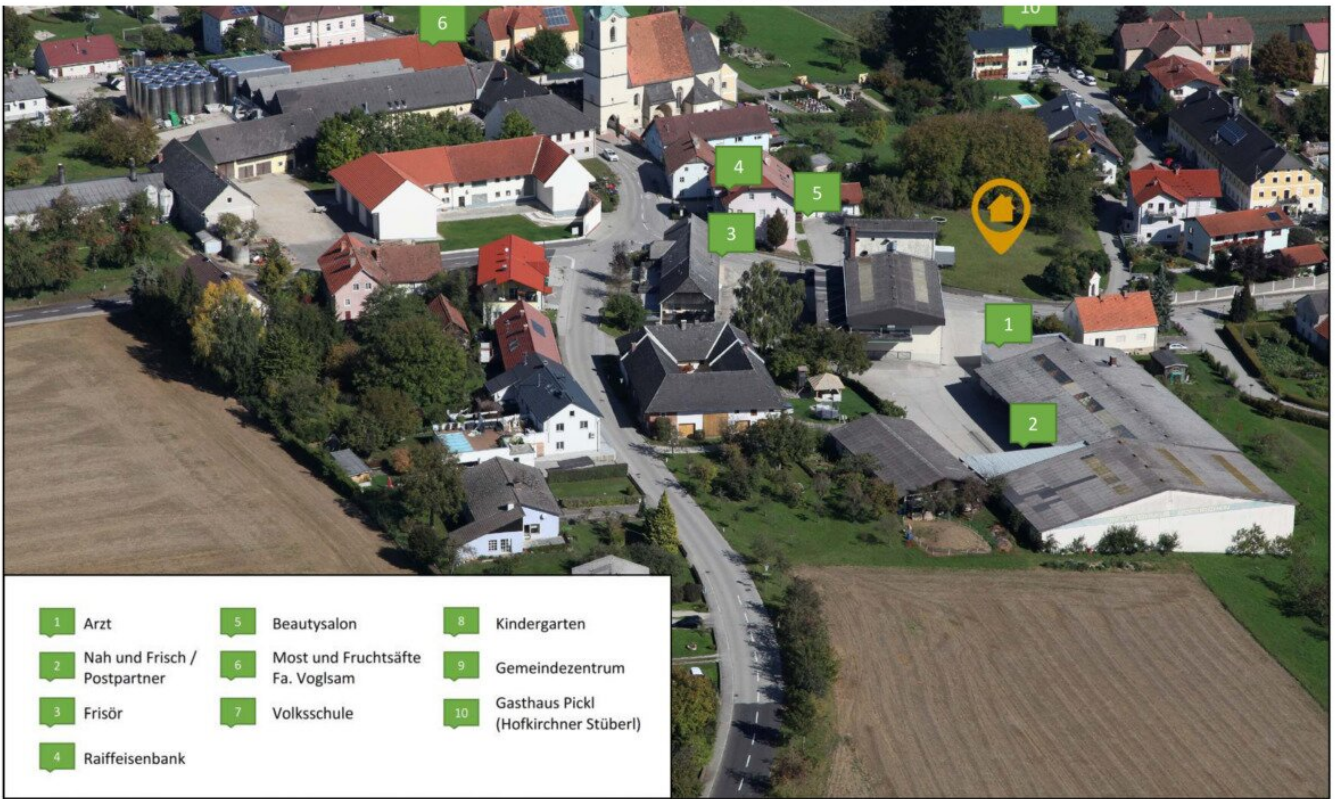 6
10
4
5
3
1
2
1 Arzt
2 Nah und Frisch /
Postpartner
3 Frisör
4 Raiffeisenbank
5 Beautysalon
6 Most und Fruchtsäfte
Fa. Voglsam
7 Volksschule
8 Kindergarten
9 Gemeindezentrum
10 Gasthaus Pickl
(Hofkirchner Stüberl)